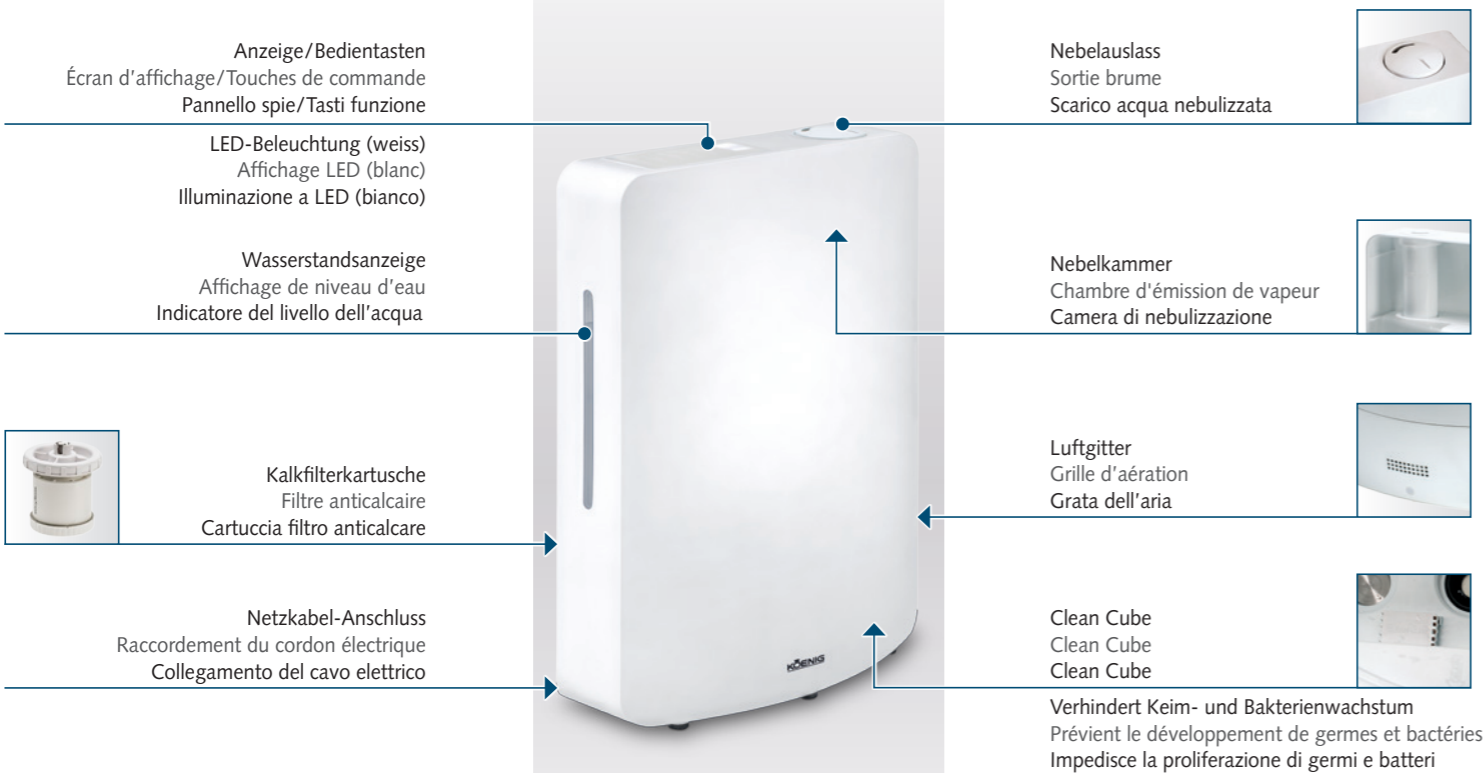 Anzeige/Bedientasten
Écran d’affichage/Touches de commande
Pannello spie/Tasti funzione
LED-Beleuchtung (weiss)
Affichage LED (blanc)
Illuminazione a LED (bianco)
Wasserstandsanzeige
Affichage de niveau d’eau
Indicatore del livello dell’acqua
Kalkfilterkartusche
Filtre anticalcaire
Cartuccia filtro anticalcare
Netzkabel-Anschluss
Raccordement du cordon électrique
Collegamento del cavo elettrico
KOENIG
Nebelauslass
Sortie brume
Scarico acqua nebulizzata
Nebelkammer
Chambre d'émission de vapeur
Camera di nebulizzazione
Luftgitter
Grille d’aération
Grata dell’aria
Clean Cube
Clean Cube
Clean Cube
Verhindert Keim- und Bakterienwachstum
Prévient le développement de germes et bactéries
Impedisce la proliferazione di germi e batteri